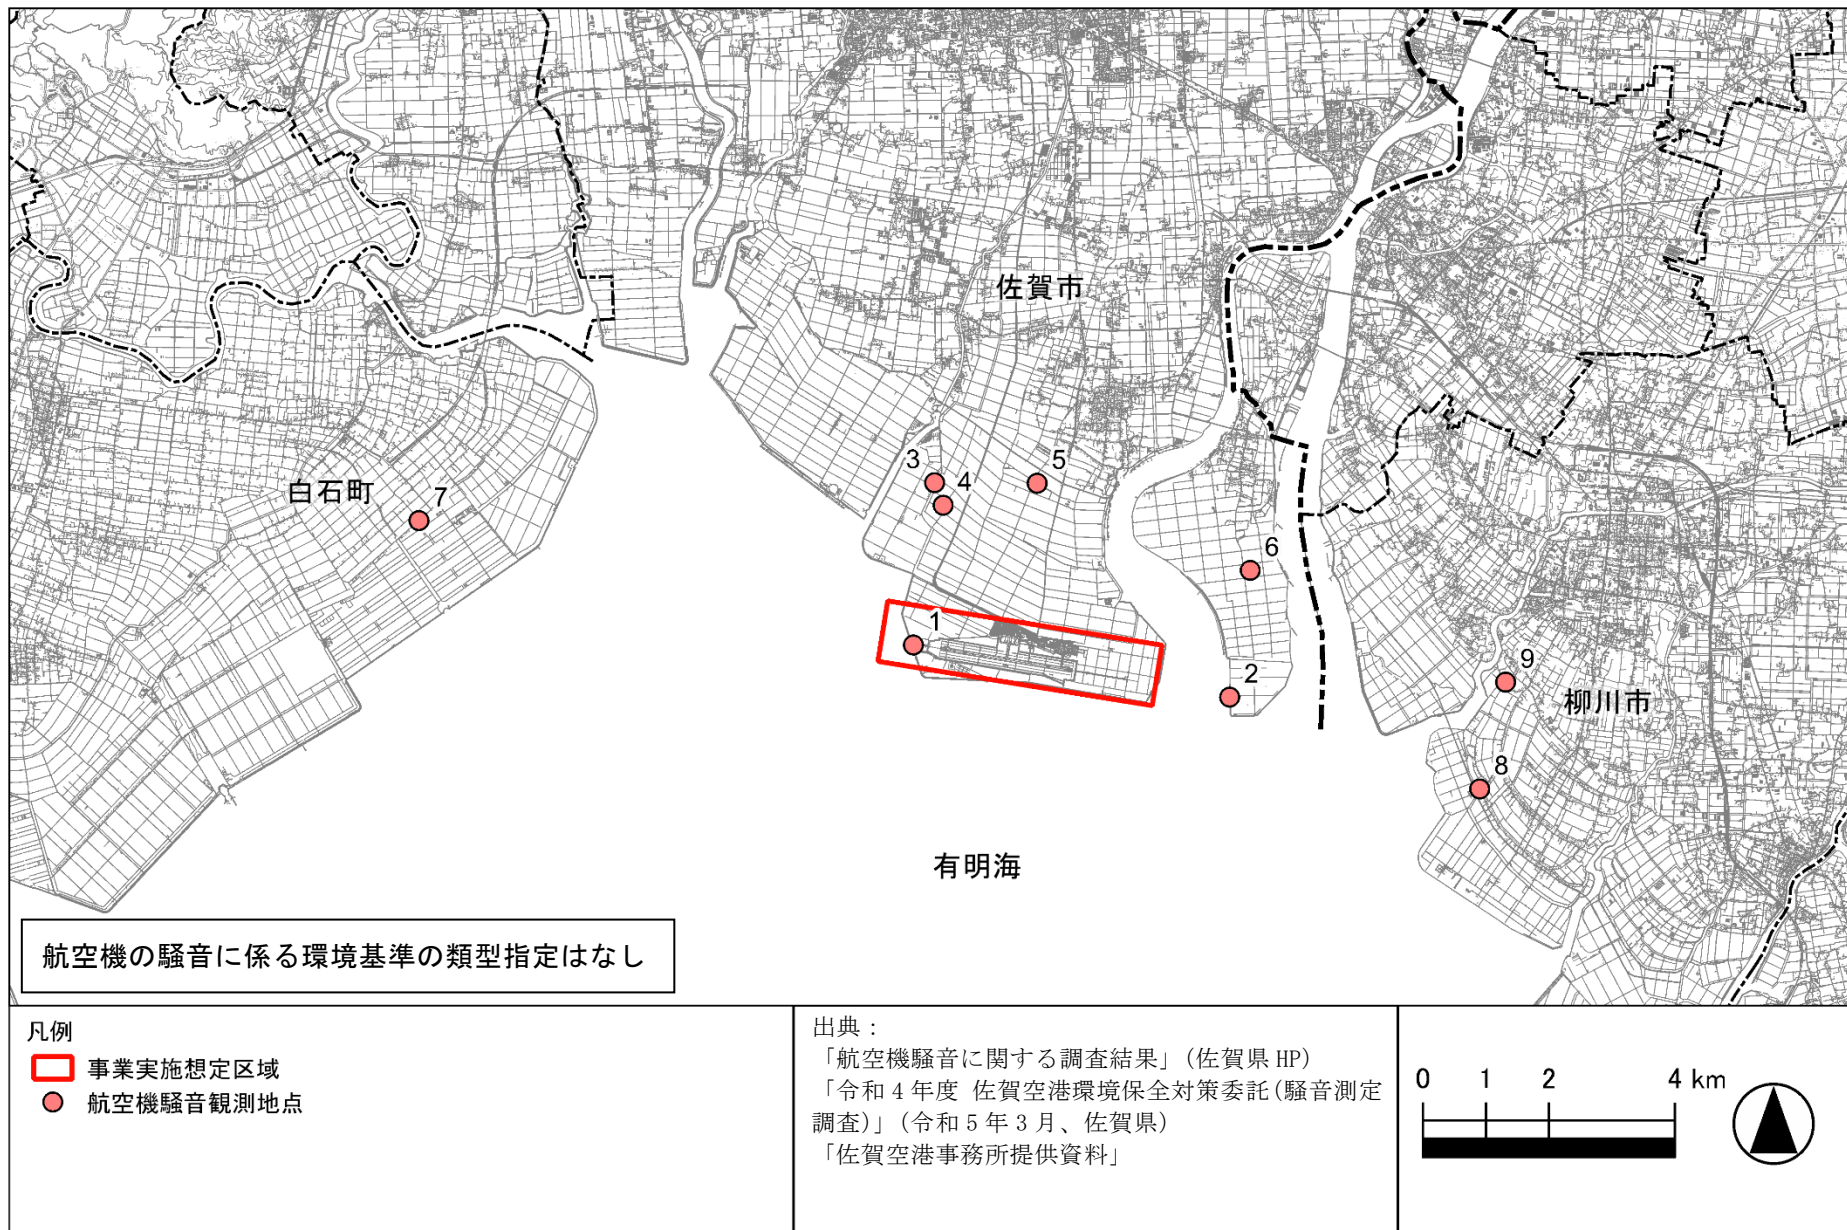 佐賀市
3
5
4
白石町
7
6
1
2
9
柳川市
8
有明海
航空機の騒音に係る環境基準の類型指定はなし
凡例
事業実施想定区域
航空機騒音観測地点
出典：
「航空機騒音に関する調査結果」（佐賀県 HP）
「令和 4 年度 佐賀空港環境保全対策委託（騒音測定
調査）」（令和 5 年 3 月、佐賀県）
「佐賀空港事務所提供資料」
0 1 2 4 km